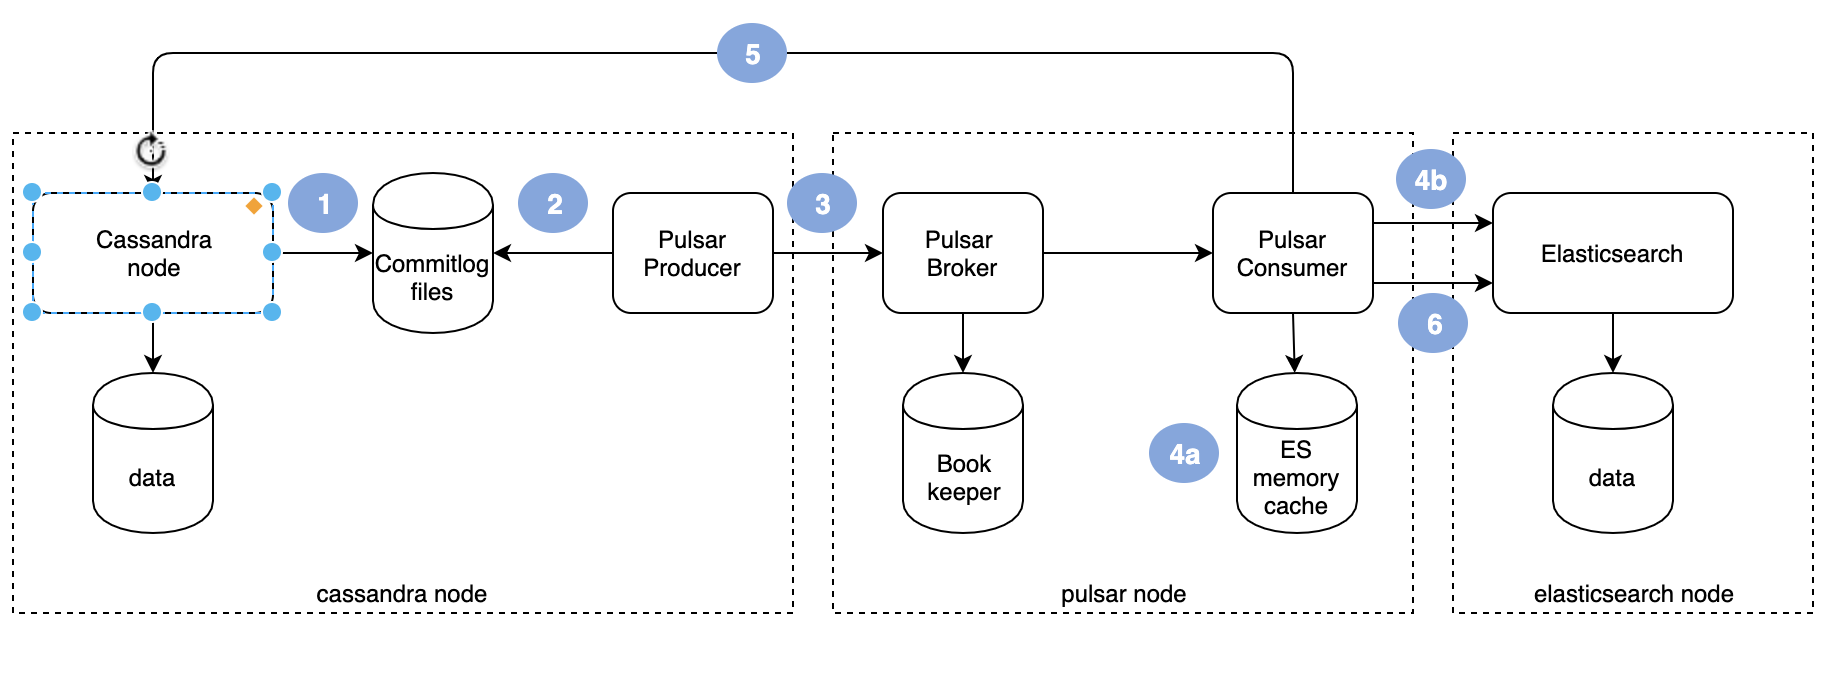 5
Cassandra
node
1
Commitlog
files
2
Pulsar
Producer
3
Pulsar
Broker
Pulsar
Consumer
4b
6
Elasticsearch
data
Book
keeper
4a
ES
memory
cache
data
cassandra node
pulsar node
elasticsearch node